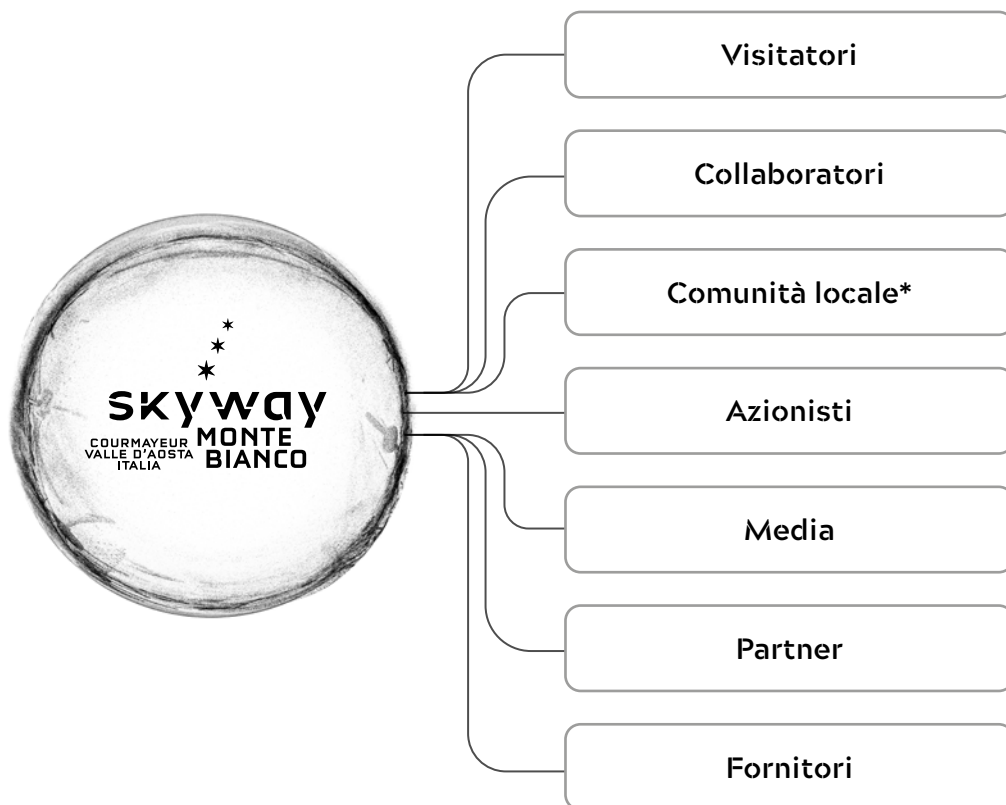 skyway
COURMAYEUR
VALLE D'AOSTA
ITALIA
MONTE
BIANCO
Visitatori
Collaboratori
Comunità locale*
Azionisti
Media
Partner
Fornitori